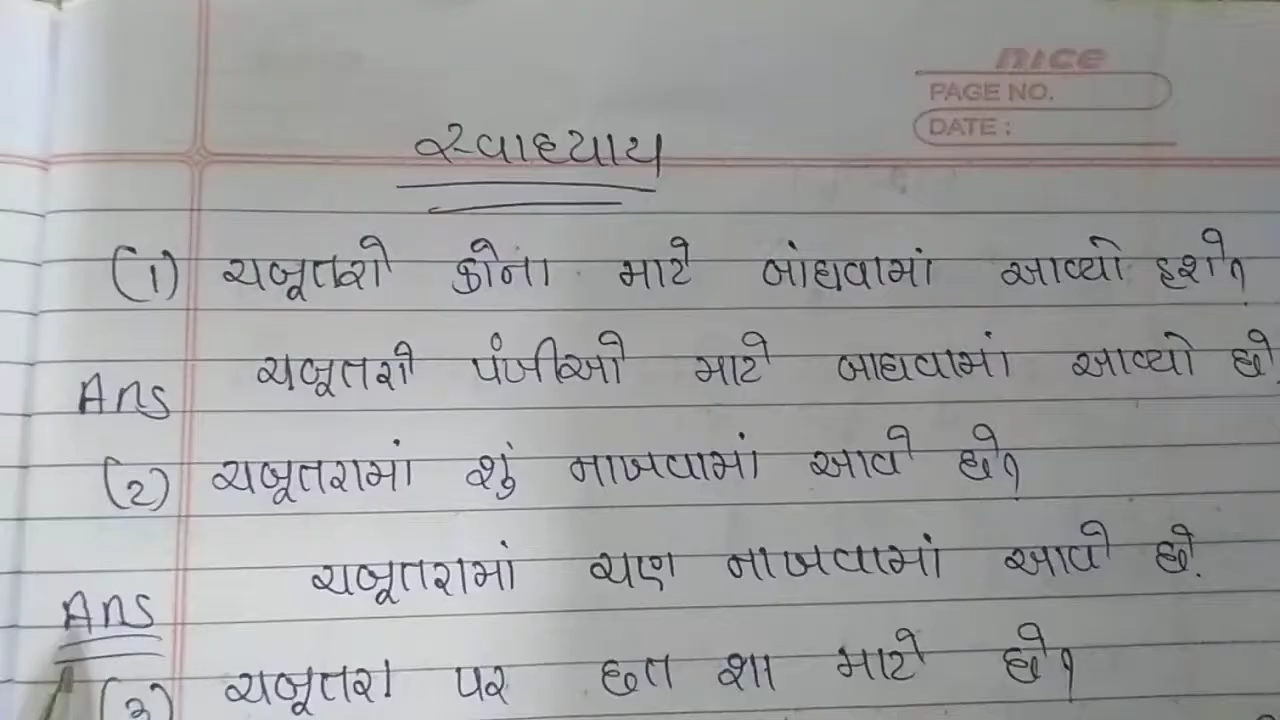 nice
PAGE NO.
DATE :
સ્વાધ્યાય
(1) ચબૂતરો કોના માટે બાંધવામાં આવ્યો હશે?
Ans ચબૂતરો પંખીઓ માટે બાધવામાં આવ્યો છે.
(2) ચબૂતરામાં શું નાખવામાં આવે છે?
Ans ચબૂતરામાં ચણ નાખવામાં આવે છે.
(3) ચબૂતરા પર છત શા માટે છે?